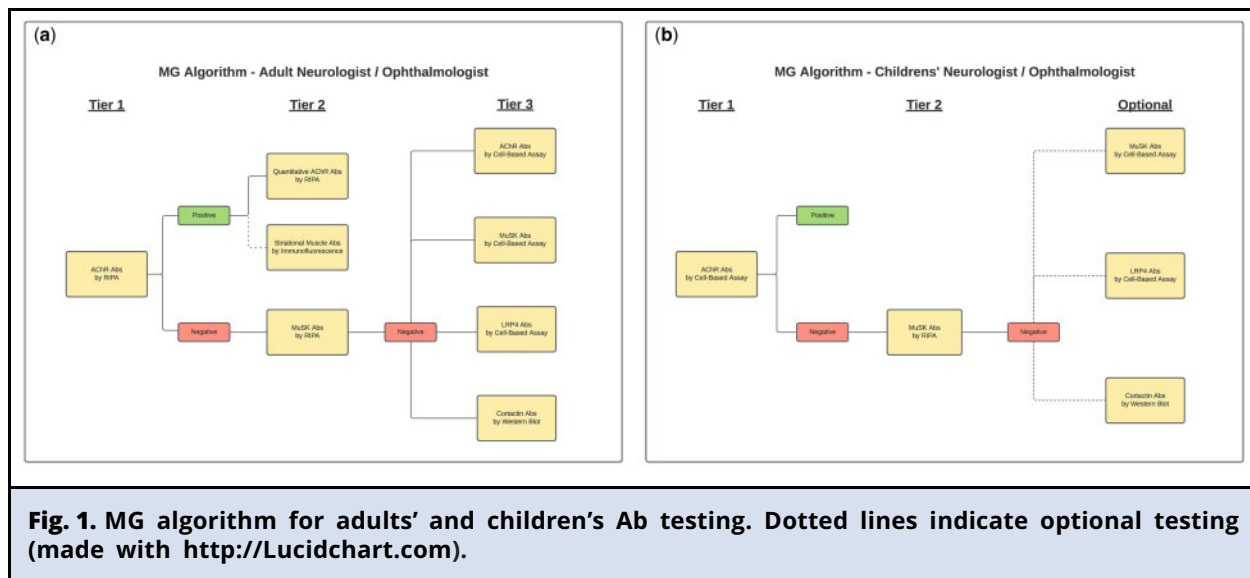 (a)
MG Algorithm - Adult Neurologist / Ophthalmologist
Tier 1
Tier 2
Tier 3
AChR Abs
by RIPA
Positive
Negative
Quantitative AChR Abs
by RIPA
Striational Muscle Abs
by Immunofluorescence
MuSK Abs
by RIPA
Negative
AChR Abs
by Cell-Based Assay
MuSK Abs
by Cell-Based Assay
LRP4 Abs
by Cell-Based Assay
Cortactin Abs
by Western Blot
(b)
MG Algorithm - Childrens' Neurologist / Ophthalmologist
Tier 1
Tier 2
Optional
AChR Abs
by Cell-Based Assay
Positive
Negative
MuSK Abs
by RIPA
Negative
MuSK Abs
by Cell-Based Assay
LRP4 Abs
by Cell-Based Assay
Cortactin Abs
by Western Blot
Fig. 1. MG algorithm for adults’ and children’s Ab testing. Dotted lines indicate optional testing
(made with http://Lucidchart.com).